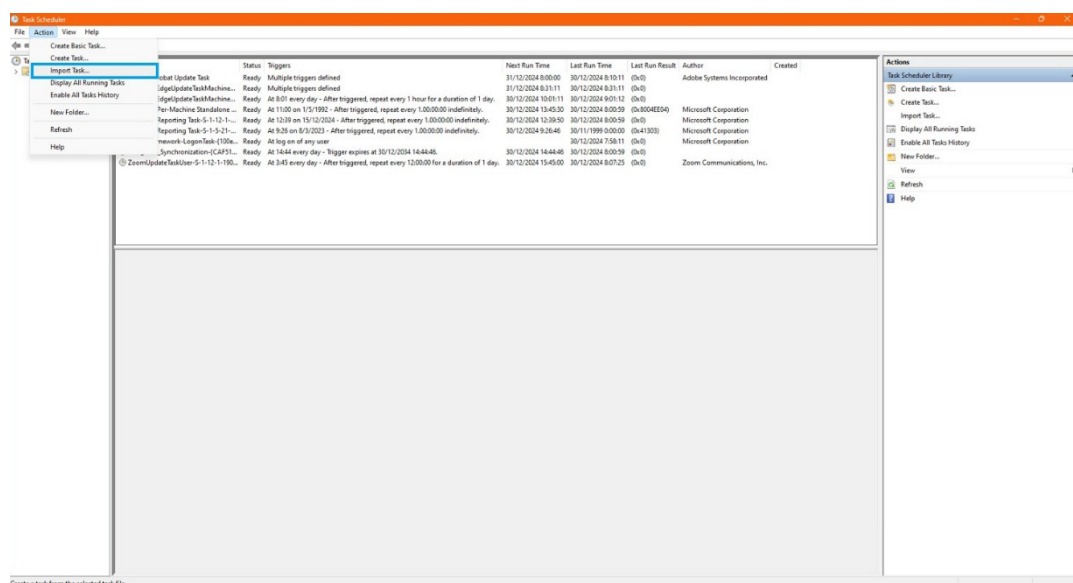 Task Scheduler
File Action View Help
Create Basic Task...
Create Task...
Import Task...
Display All Running Tasks
Enable All Tasks History
New Folder...
Refresh
Help
Status Triggers Next Run Time Last Run Time Last Run Result Author Created
obat Update Task Ready Multiple triggers defined 31/12/2024 8:00:00 30/12/2024 8:10:11 (0x0) Adobe Systems Incorporated
EdgeUpdateTaskMachine... Ready Multiple triggers defined 31/12/2024 8:31:11 30/12/2024 8:31:11 (0x0)
EdgeUpdateTaskMachine... Ready At 8:01 every day - After triggered, repeat every 1 hour for a duration of 1 day. 30/12/2024 10:01:11 30/12/2024 9:01:12 (0x0)
Per-Machine Standalone ... Ready At 11:00 on 1/5/1992 - After triggered, repeat every 1.00:00:00 indefinitely. 30/12/2024 13:45:30 30/12/2024 8:00:59 (0x8004EE04) Microsoft Corporation
Reporting Task-S-1-12-1-... Ready At 12:39 on 15/12/2024 - After triggered, repeat every 1.00:00:00 indefinitely. 30/12/2024 12:39:50 30/12/2024 8:00:59 (0x0) Microsoft Corporation
Reporting Task-S-1-5-21-... Ready At 9:26 on 8/3/2023 - After triggered, repeat every 1.00:00:00 indefinitely. 30/12/2024 9:26:46 30/11/1999 0:00:00 (0x41303) Microsoft Corporation
nework-LogonTask-{100e... Ready At log on of any user 30/12/2024 7:58:11 (0x0) Microsoft Corporation
_Synchronization-{CAF51... Ready At 14:44 every day - Trigger expires at 30/12/2054 14:44:46. 30/12/2024 14:44:46 30/12/2024 8:00:59 (0x0)
ZoomUpdateTaskUser-S-1-12-1-190... Ready At 3:45 every day - After triggered, repeat every 12:00:00 for a duration of 1 day. 30/12/2024 15:45:00 30/12/2024 8:07:25 (0x0) Zoom Communications, Inc.
Actions
Task Scheduler Library
Create Basic Task...
Create Task...
Import Task...
Display All Running Tasks
Enable All Tasks History
New Folder...
View
Refresh
Help